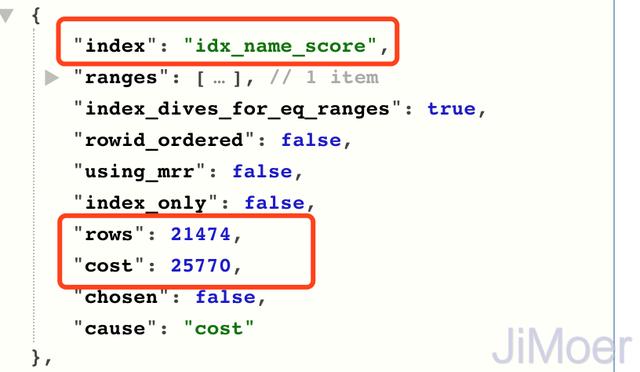 {
"index": "idx_name_score",
"ranges": [ … ], // 1 item
"index_dives_for_eq_ranges": true,
"rowid_ordered": false,
"using_mrr": false,
"index_only": false,
"rows": 21474,
"cost": 25770,
"chosen": false,
"cause": "cost"
},
JiMoer